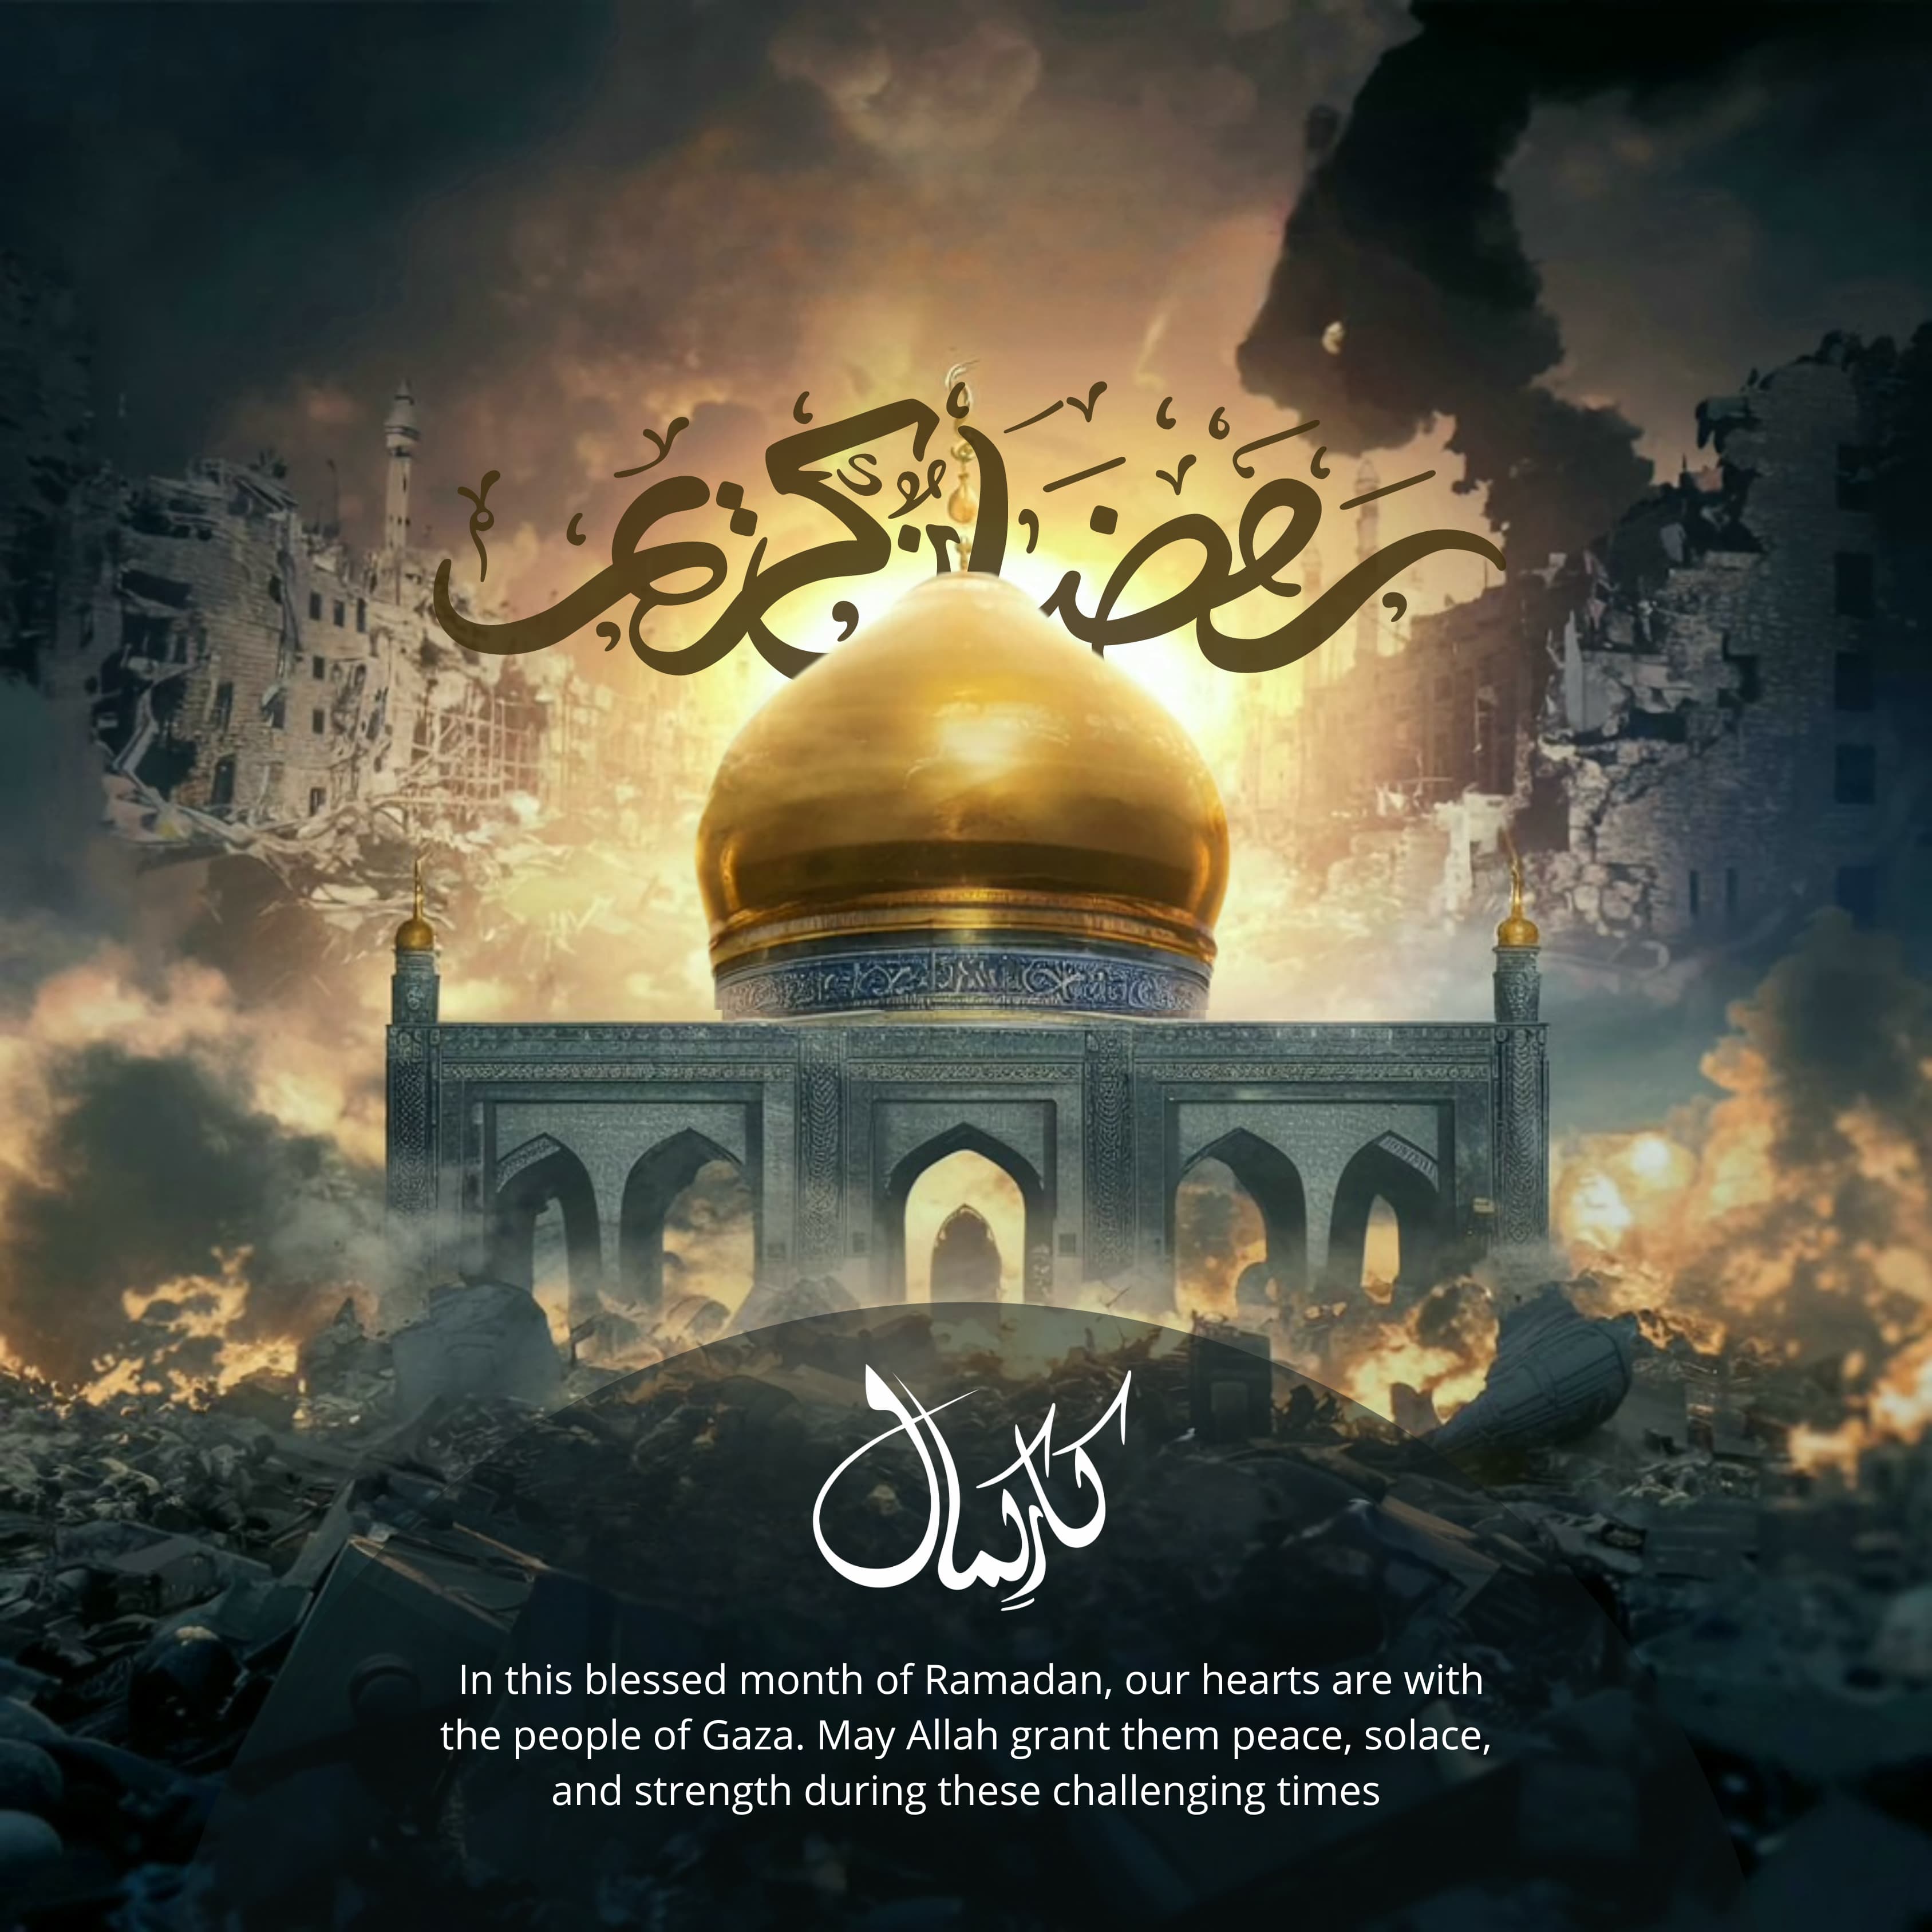 رمضان كريم
In this blessed month of Ramadan, our hearts are with
the people of Gaza. May Allah grant them peace, solace,
and strength during these challenging times